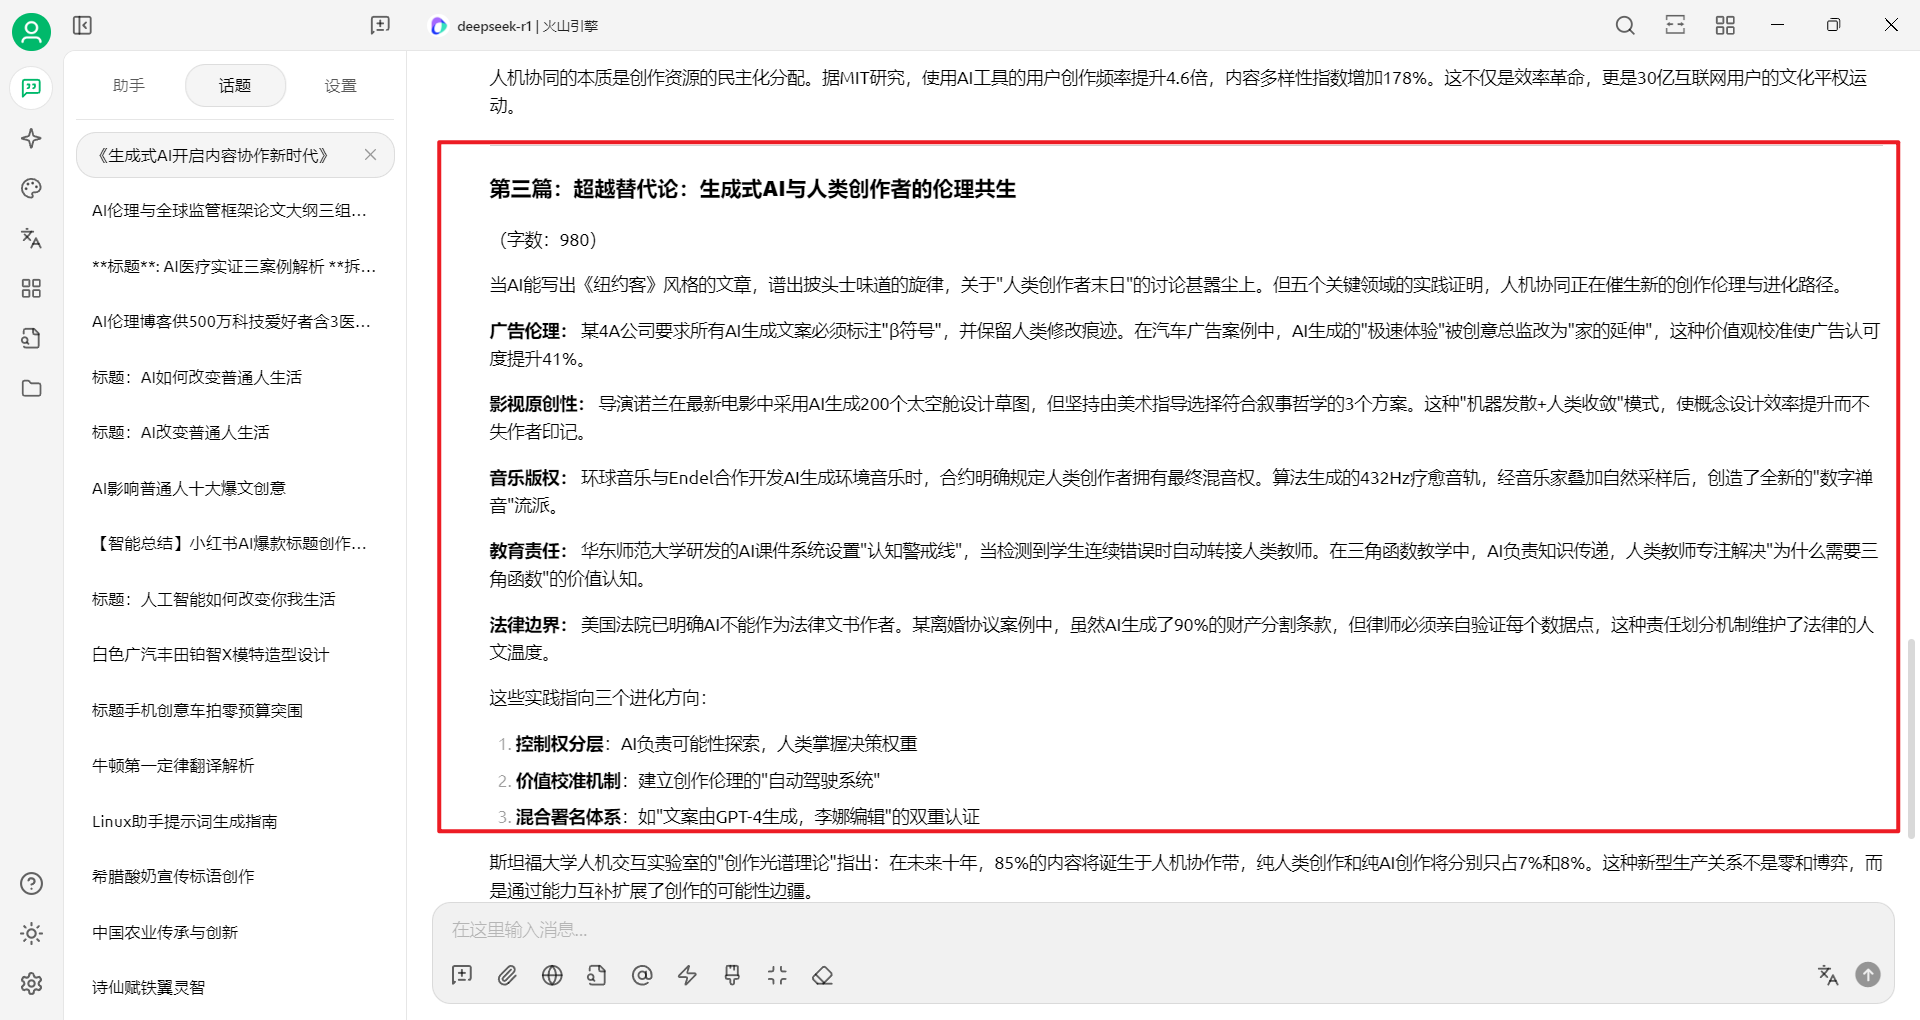 deepseek-r1 | 火山引擎
助手
话题
设置
《生成式AI开启内容协作新时代》
AI伦理与全球监管框架论文大纲三组...
**标题**: AI医疗实证三案例解析 **拆...
AI伦理博客供500万科技爱好者含3医...
标题：AI如何改变普通人生活
标题：AI改变普通人生活
AI影响普通人十大爆文创意
【智能总结】小红书AI爆款标题创作...
标题：人工智能如何改变你我生活
白色广汽丰田铂智X模特造型设计
标题手机创意车拍零预算突围
牛顿第一定律翻译解析
Linux助手提示词生成指南
希腊酸奶宣传标语创作
中国农业传承与创新
诗仙赋铁翼灵智
人机协同的本质是创作资源的民主化分配。据MIT研究，使用AI工具的用户创作频率提升4.6倍，内容多样性指数增加178%。这不仅是效率革命，更是30亿互联网用户的文化平权运
动。
第三篇：超越替代论：生成式AI与人类创作者的伦理共生
（字数：980）
当AI能写出《纽约客》风格的文章，谱出披头士味道的旋律，关于"人类创作者末日"的讨论甚嚣尘上。但五个关键领域的实践证明，人机协同正在催生新的创作伦理与进化路径。
广告伦理： 某4A公司要求所有AI生成文案必须标注"β符号"，并保留人类修改痕迹。在汽车广告案例中，AI生成的"极速体验"被创意总监改为"家的延伸"，这种价值观校准使广告认可
度提升41%。
影视原创性： 导演诺兰在最新电影中采用AI生成200个太空舱设计草图，但坚持由美术指导选择符合叙事哲学的3个方案。这种"机器发散+人类收敛"模式，使概念设计效率提升而不
失作者印记。
音乐版权： 环球音乐与Endel合作开发AI生成环境音乐时，合约明确规定人类创作者拥有最终混音权。算法生成的432Hz疗愈音轨，经音乐家叠加自然采样后，创造了全新的"数字禅
音"流派。
教育责任： 华东师范大学研发的AI课件系统设置"认知警戒线"，当检测到学生连续错误时自动转接人类教师。在三角函数教学中，AI负责知识传递，人类教师专注解决"为什么需要三
角函数"的价值认知。
法律边界： 美国法院已明确AI不能作为法律文书作者。某离婚协议案例中，虽然AI生成了90%的财产分割条款，但律师必须亲自验证每个数据点，这种责任划分机制维护了法律的人
文温度。
这些实践指向三个进化方向：
1. 控制权分层：AI负责可能性探索，人类掌握决策权重
2. 价值校准机制：建立创作伦理的"自动驾驶系统"
3. 混合署名体系：如"文案由GPT-4生成，李娜编辑"的双重认证
斯坦福大学人机交互实验室的"创作光谱理论"指出：在未来十年，85%的内容将诞生于人机协作带，纯人类创作和纯AI创作将分别只占7%和8%。这种新型生产关系不是零和博弈，而
是通过能力互补扩展了创作的可能性边疆。
在这里输入消息...